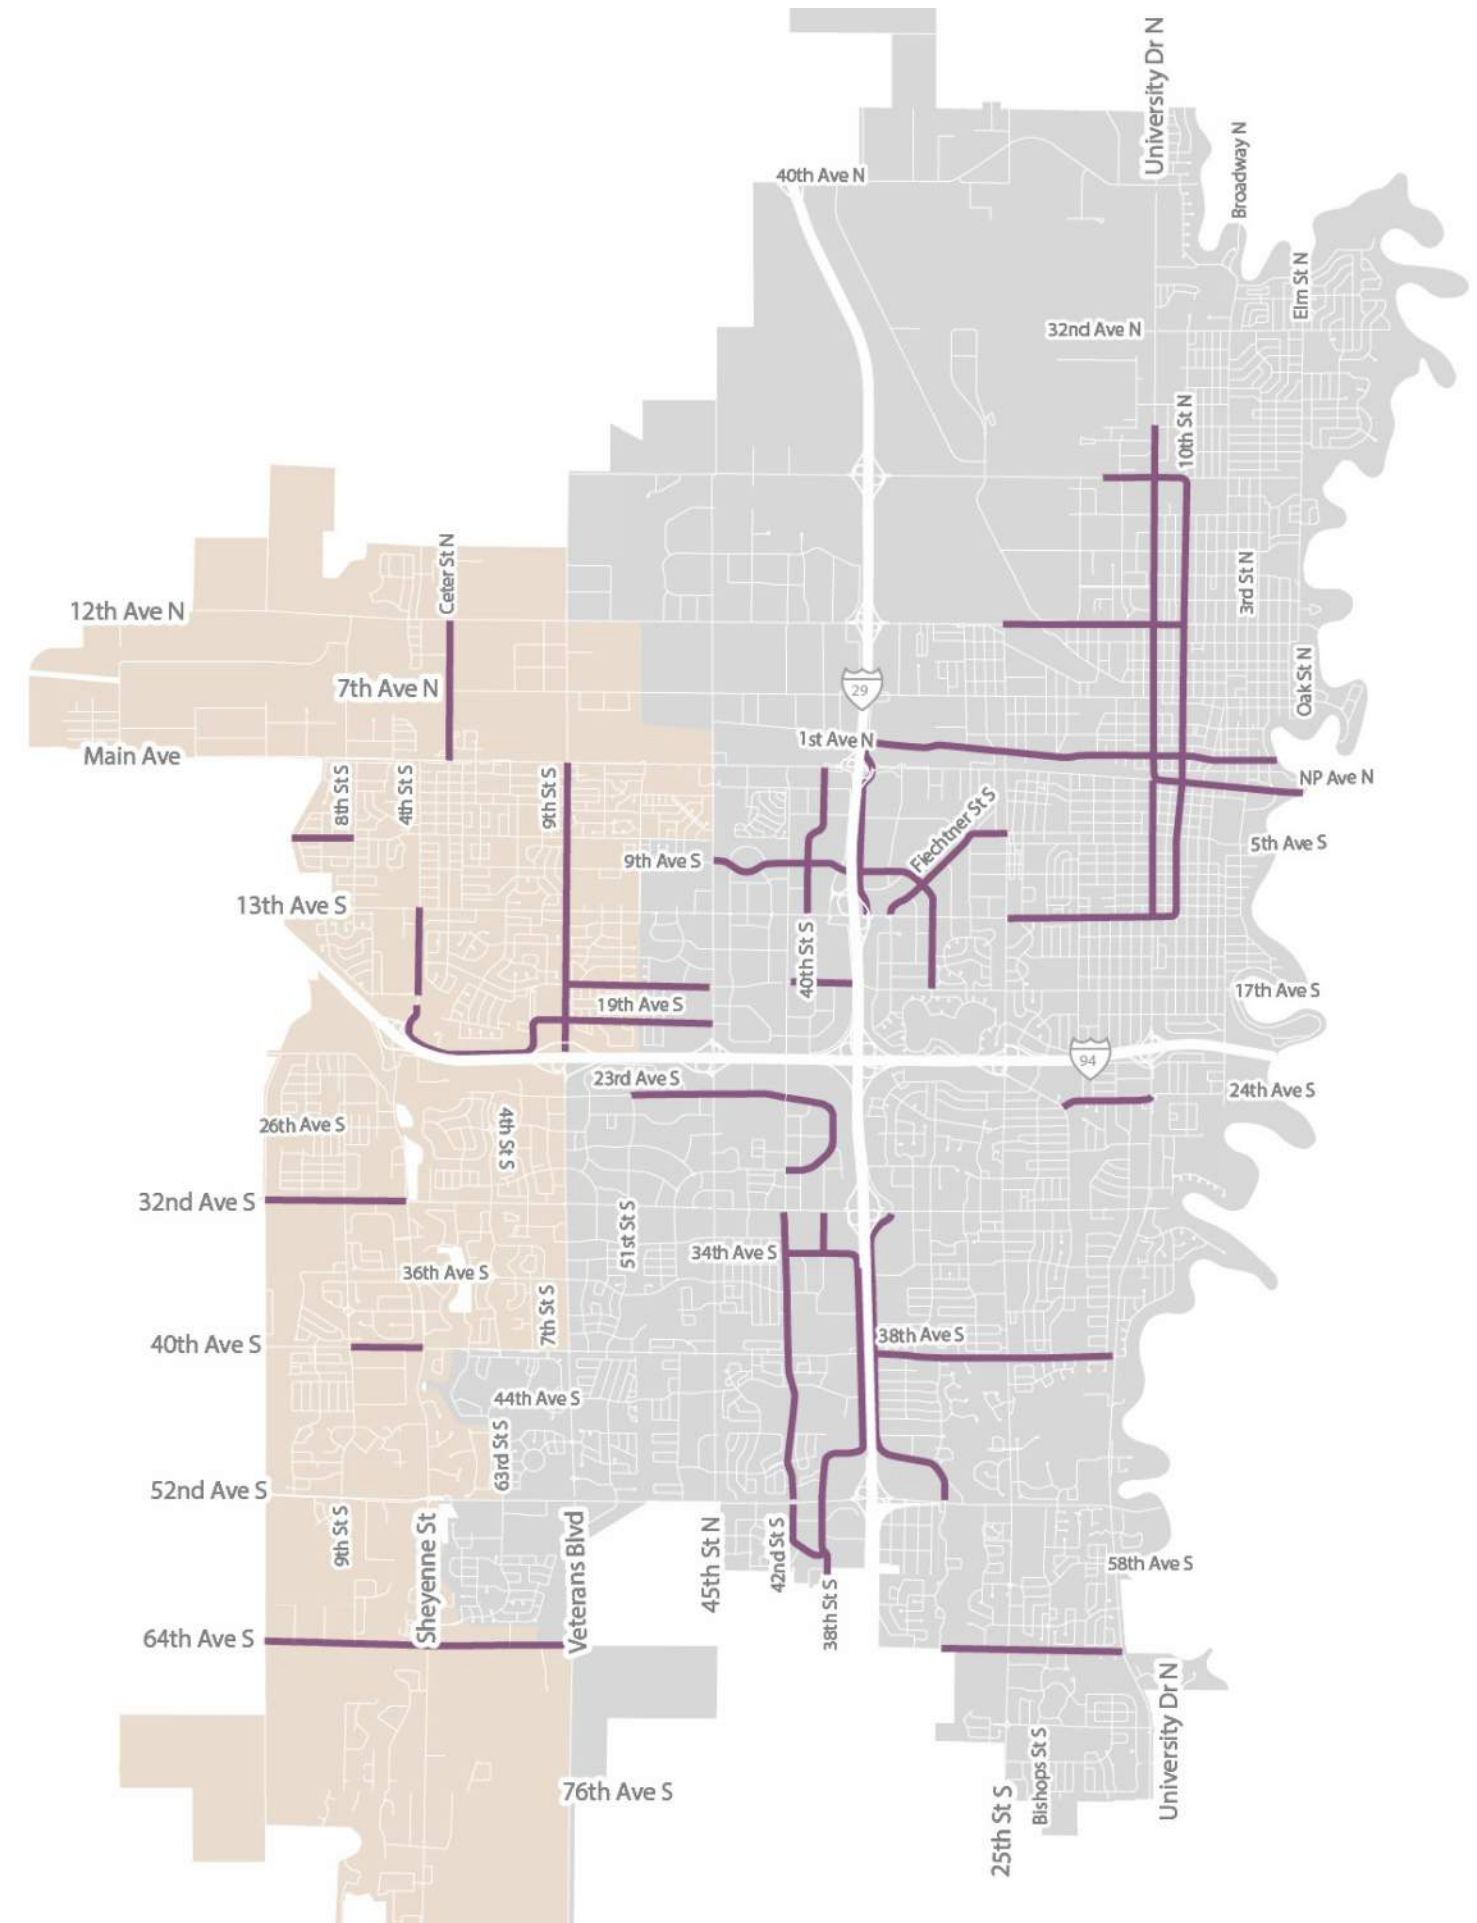 University Dr N
Broadway N
40th Ave N
Elm St N
32nd Ave N
10th St N
Ceter St N
3rd St N
12th Ave N
7th Ave N
Oak St N
29
1st Ave N
Main Ave
NP Ave N
8th St S
4th St S
9th St S
Fiechtner St S
5th Ave S
9th Ave S
13th Ave S
40th St S
17th Ave S
19th Ave S
94
23rd Ave S
24th Ave S
26th Ave S
4th St S
32nd Ave S
51st St S
34th Ave S
36th Ave S
7th St S
38th Ave S
40th Ave S
44th Ave S
63rd St S
52nd Ave S
9th St S
Sheyenne St
Veterans Blvd
45th St N
42nd St S
58th Ave S
38th St S
64th Ave S
University Dr N
Bishops St S
76th Ave S
25th St S